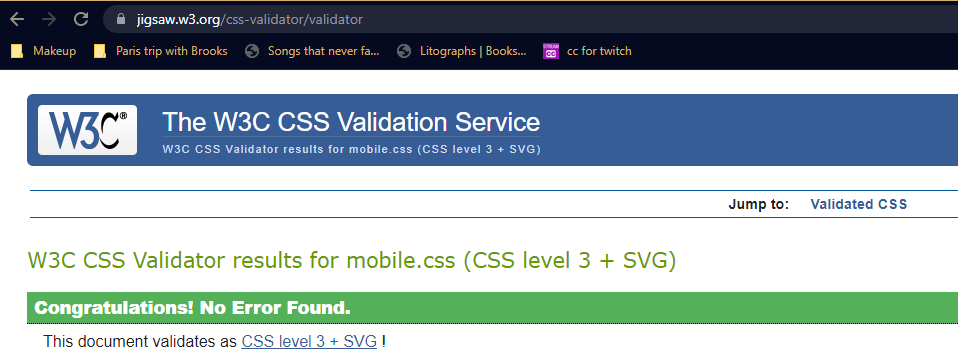 jigsaw.w3.org/css-validator/validator
Makeup Paris trip with Brooks Songs that never fa... Litographs | Books... STREAM CC cc for twitch
W3C® The W3C CSS Validation Service
W3C CSS Validator results for mobile.css (CSS level 3 + SVG)
Jump to: Validated CSS
W3C CSS Validator results for mobile.css (CSS level 3 + SVG)
Congratulations! No Error Found.
This document validates as CSS level 3 + SVG !